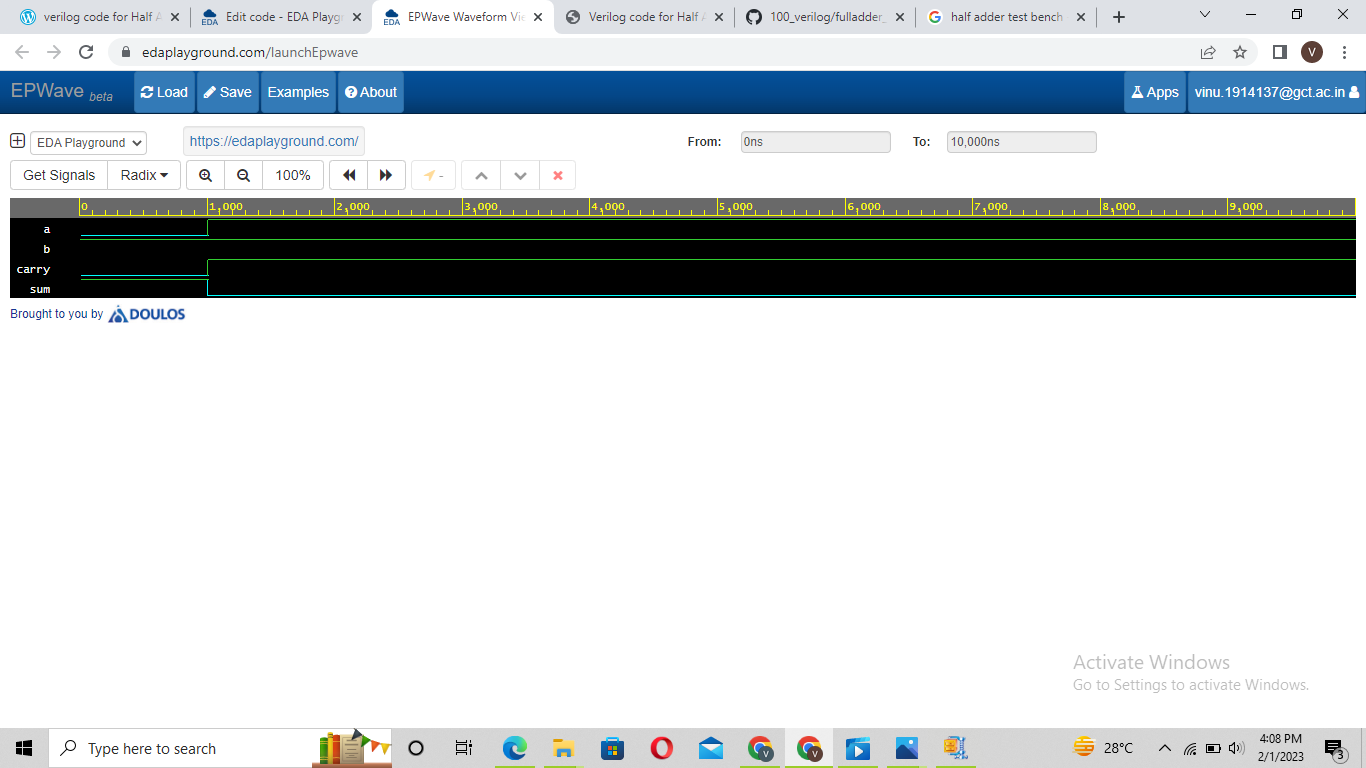 verilog code for Half A
Edit code - EDA Playgr
EPWave Waveform Vie
Verilog code for Half A
100_verilog/fulladder_
half adder test bench
edaplayground.com/launchEpwave
V
EPWave beta
Load
Save
Examples
About
Apps
vinu.1914137@gct.ac.in
EDA Playground
https://edaplayground.com/
From:
0ns
To:
10,000ns
Get Signals
Radix
100%
-
0
1,000
2,000
3,000
4,000
5,000
6,000
7,000
8,000
9,000
a
b
carry
sum
Brought to you by DOULOS
Activate Windows
Go to Settings to activate Windows.
Type here to search
28°C
4:08 PM
2/1/2023
3